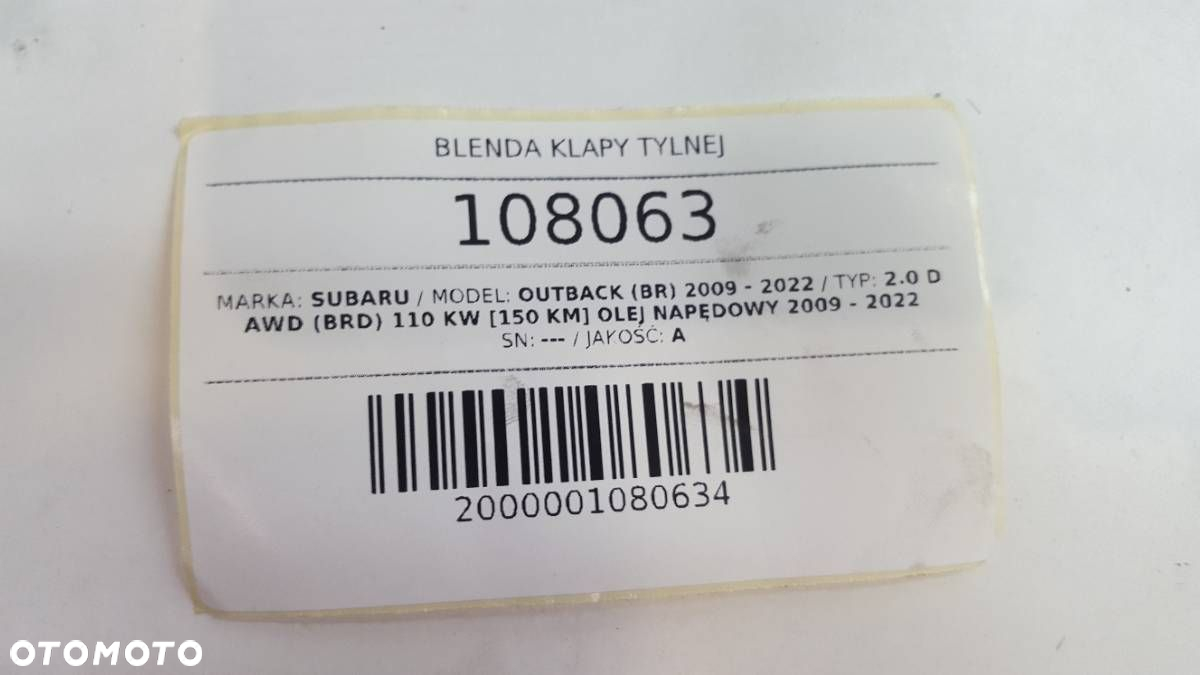 BLENDA KLAPY TYLNEJ
108063
MARKA: SUBARU / MODEL: OUTBACK (BR) 2009 - 2022 / TYP: 2.0 D
AWD (BRD) 110 KW [150 KM] OLEJ NAPĘDOWY 2009 - 2022
SN: --- / JAKOŚĆ: A
2000001080634
OTOMOTO